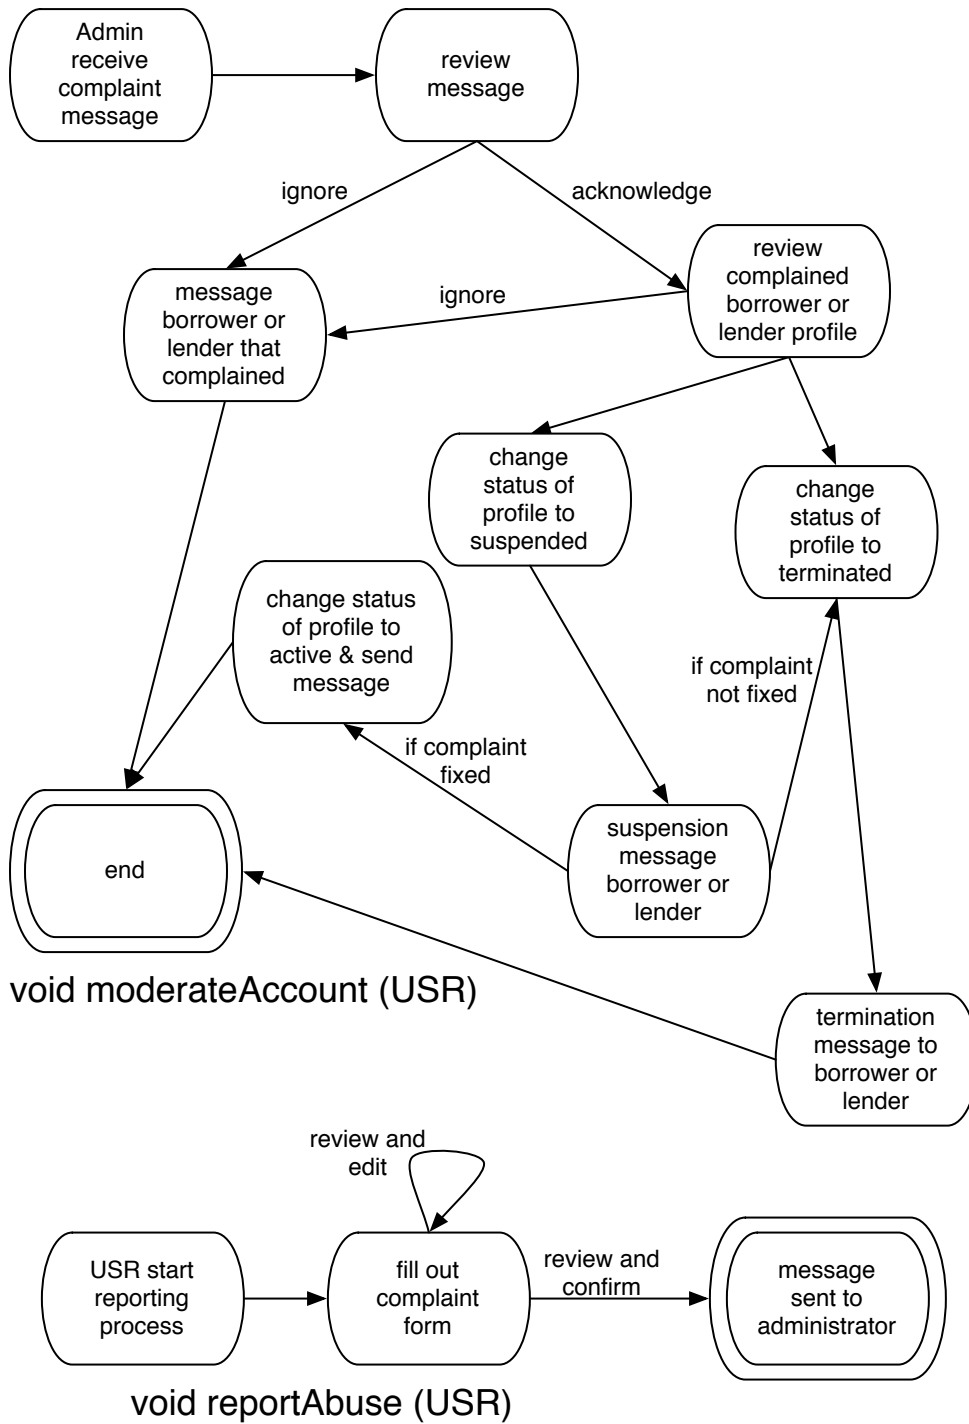 Admin
receive
complaint
message
review
message
ignore
acknowledge
review
complained
borrower or
lender profile
message
borrower or
lender that
complained
ignore
change
status of
profile to
suspended
change
status of
profile to
terminated
change status
of profile to
active & send
message
if complaint
not fixed
if complaint
fixed
suspension
message
borrower or
lender
end
void moderateAccount (USR)
termination
message to
borrower or
lender
review and
edit
USR start
reporting
process
fill out
complaint
form
review and
confirm
message
sent to
administrator
void reportAbuse (USR)